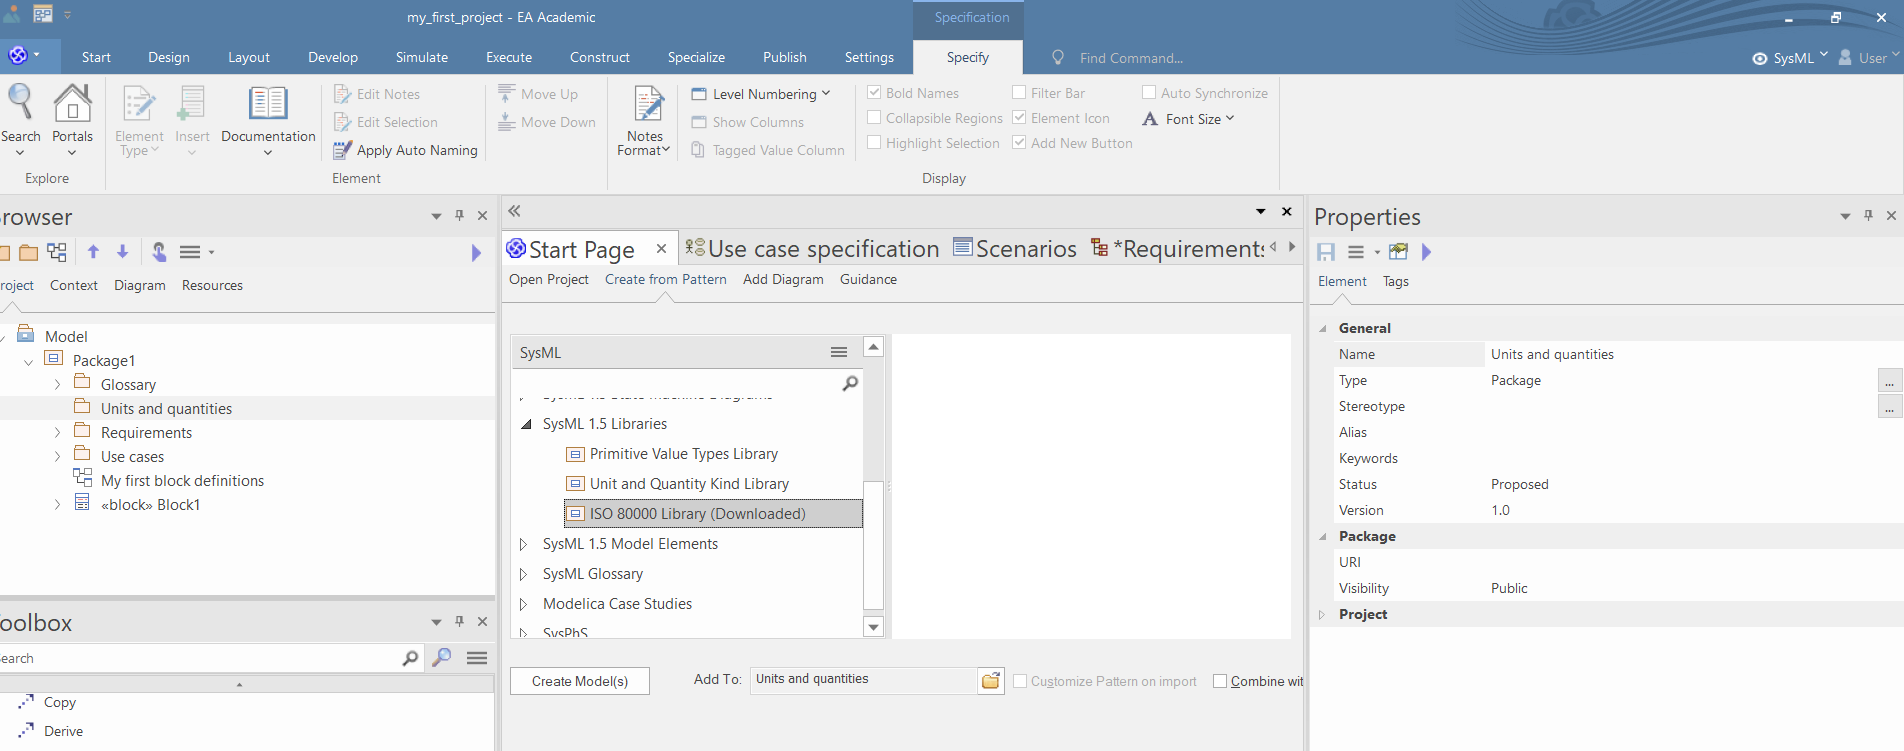 my_first_project - EA Academic
Specification
Start Design Layout Develop Simulate Execute Construct Specialize Publish Settings Specify Find Command... SysML User
Search
Portals
Explore
Element Type
Insert
Documentation
Edit Notes
Edit Selection
Apply Auto Naming
Move Up
Move Down
Element
Notes Format
Level Numbering
Show Columns
Tagged Value Column
Bold Names
Collapsible Regions
Highlight Selection
Filter Bar
Element Icon
Add New Button
Auto Synchronize
Font Size
Display
rowser
roject Context Diagram Resources
Model
Package1
Glossary
Units and quantities
Requirements
Use cases
My first block definitions
«block» Block1
oolbox
earch
Copy
Derive
Start Page Use case specification Scenarios *Requirements
Open Project Create from Pattern Add Diagram Guidance
SysML
SysML 1.5 State Machine Diagrams
SysML 1.5 Libraries
Primitive Value Types Library
Unit and Quantity Kind Library
ISO 80000 Library (Downloaded)
SysML 1.5 Model Elements
SysML Glossary
Modelica Case Studies
SysPhS
Create Model(s) Add To: Units and quantities Customize Pattern on import Combine wit
Properties
Element Tags
General
Name Units and quantities
Type Package ...
Stereotype ...
Alias
Keywords
Status Proposed
Version 1.0
Package
URI
Visibility Public
Project